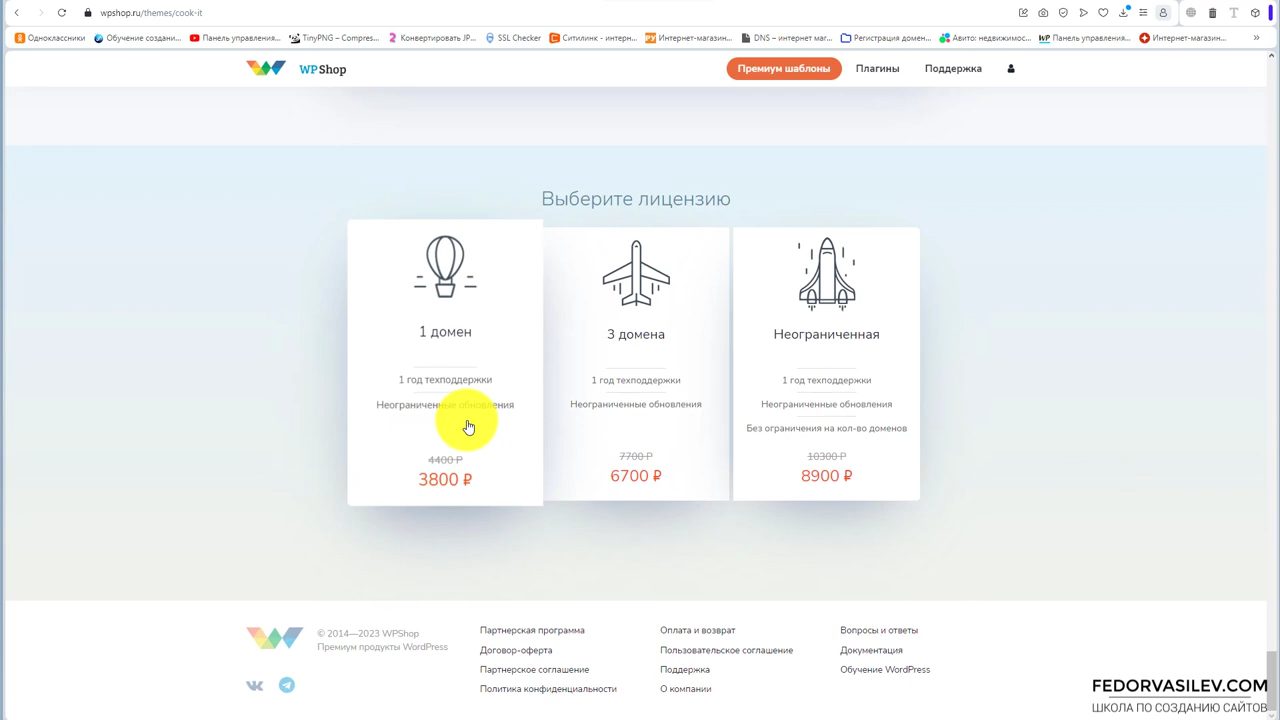 wpshop.ru/themes/cook-it
Одноклассники
Обучение создани...
Панель управления...
TinyPNG – Compres...
Конвертировать JP...
SSL Checker
Ситилинк - интерн...
Интернет-магазин...
DNS – интернет маг...
Регистрация домен...
Авито: недвижимос...
WP Панель управления...
Интернет-магазин...
WPShop
Премиум шаблоны
Плагины
Поддержка
Выберите лицензию
1 домен
1 год техподдержки
Неограниченные обновления
4400 Р
3800 ₽
3 домена
1 год техподдержки
Неограниченные обновления
7700 Р
6700 ₽
Неограниченная
1 год техподдержки
Неограниченные обновления
Без ограничения на кол-во доменов
10300 Р
8900 ₽
© 2014—2023 WPShop
Премиум продукты WordPress
Партнерская программа
Договор-оферта
Партнерское соглашение
Политика конфиденциальности
Оплата и возврат
Пользовательское соглашение
Поддержка
О компании
Вопросы и ответы
Документация
Обучение WordPress
FEDORVASILEV.COM
ШКОЛА ПО СОЗДАНИЮ САЙТОВ